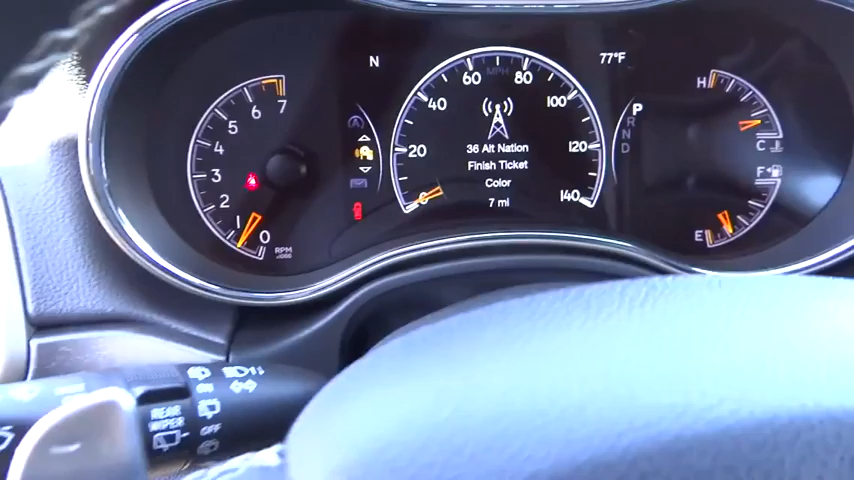 N
77°F
60 MPH 80
40
100
20
120
0
140
36 Alt Nation
Finish Ticket
Color
7 mi
7
6
5
4
3
2
1
0
RPM
x1000
P
R
N
D
H
C
F
E
REAR
WIPER
OFF